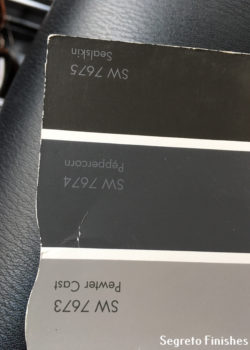 SW 7673
Pewter Cast
SW 7674
Peppercorn
SW 7675
Sealskin
Segreto Finishes